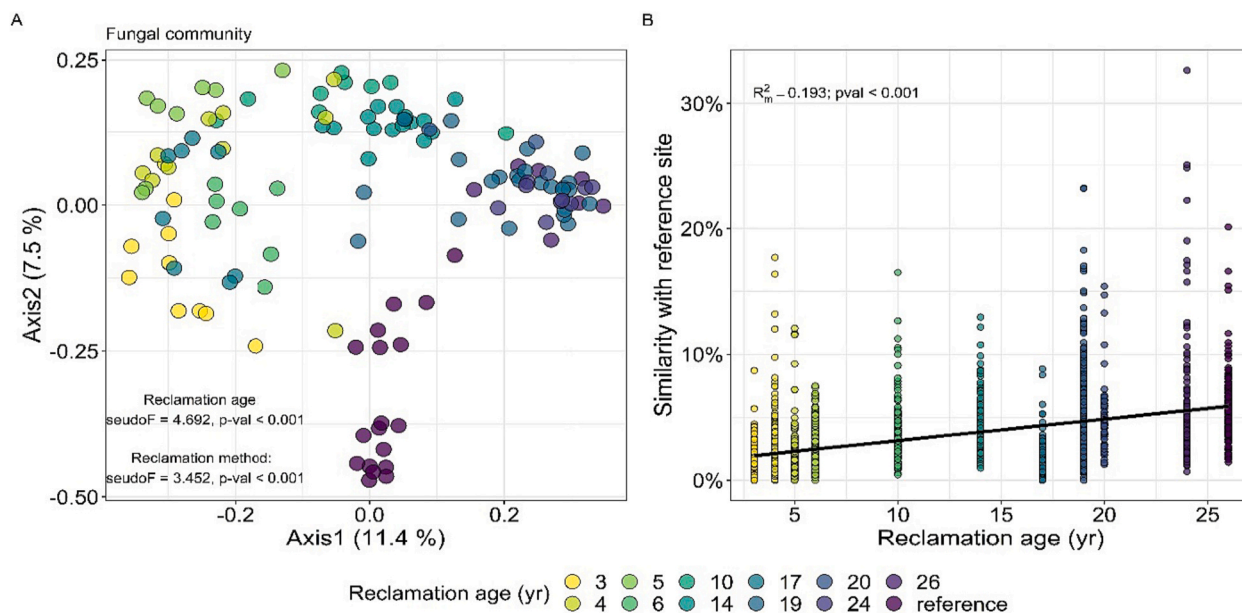 A
B
Fungal community
0.25
0.00
-0.25
-0.50
Axis2 (7.5 %)
Reclamation age
seudoF = 4.692, p-val < 0.001
Reclamation method:
seudoF = 3.452, p-val < 0.001
-0.2 0.0 0.2
Axis1 (11.4 %)
R²m – 0.193; pval < 0.001
30%
20%
10%
0%
Similarity with reference site
5 10 15 20 25
Reclamation age (yr)
Reclamation age (yr) 3 5 10 17 20 26
4 6 14 19 24 reference